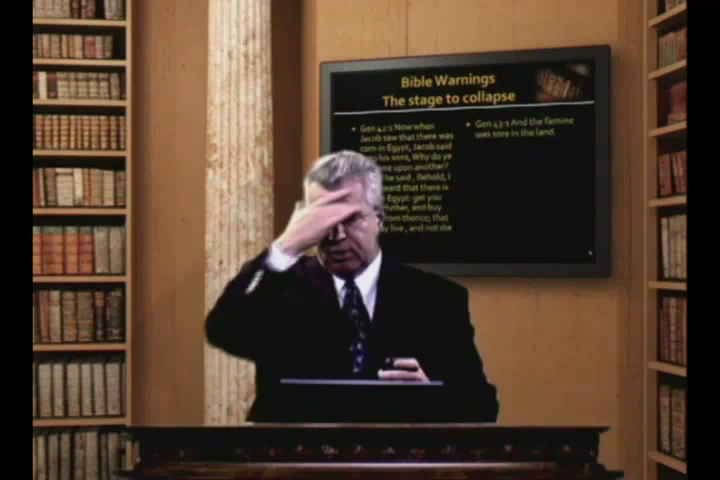 Bible Warnings
The stage to collapse
Gen 42:1 Now when
Jacob saw that there was
corn in Egypt, Jacob said
his sons, Why do ye
one upon another?
he said , Behold, I
heard that there is
Egypt: get you
and buy
from thence; that
live , and not die
Gen 43:1 And the famine
was sore in the land.